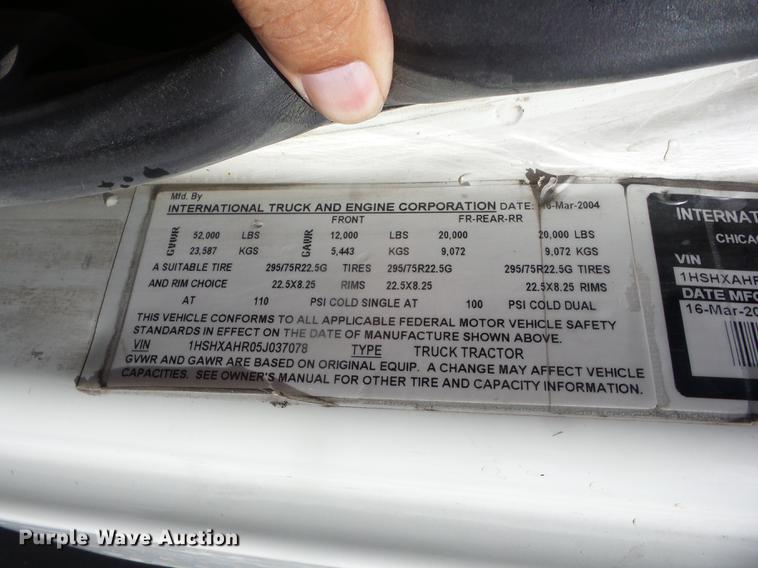 Mfd. By
INTERNATIONAL TRUCK AND ENGINE CORPORATION DATE: 16-Mar-2004
FRONT FR-REAR-RR
GVWR 52,000 LBS GAWR 12,000 LBS 20,000 20,000 LBS
23,587 KGS 5,443 KGS 9,072 9,072 KGS
A SUITABLE TIRE 295/75R22.5G TIRES 295/75R22.5G 295/75R22.5G TIRES
AND RIM CHOICE 22.5X8.25 RIMS 22.5X8.25 22.5X8.25 RIMS
AT 110 PSI COLD SINGLE AT 100 PSI COLD DUAL
THIS VEHICLE CONFORMS TO ALL APPLICABLE FEDERAL MOTOR VEHICLE SAFETY
STANDARDS IN EFFECT ON THE DATE OF MANUFACTURE SHOWN ABOVE.
VIN 1HSHXAHR05J037078 TYPE TRUCK TRACTOR
GVWR AND GAWR ARE BASED ON ORIGINAL EQUIP. A CHANGE MAY AFFECT VEHICLE
CAPACITIES. SEE OWNER'S MANUAL FOR OTHER TIRE AND CAPACITY INFORMATION.
INTERNAT
CHICA
VIN
1HSHXAHR
DATE MFG
16-Mar-20
Purple Wave Auction